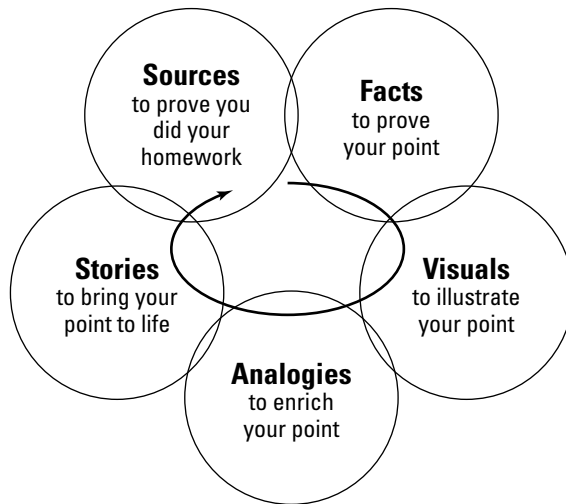 Sources
to prove you
did your
homework
Facts
to prove
your point
Visuals
to illustrate
your point
Analogies
to enrich
your point
Stories
to bring your
point to life